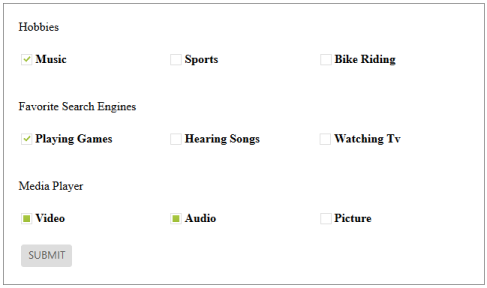 Hobbies
Music Sports Bike Riding
Favorite Search Engines
Playing Games Hearing Songs Watching Tv
Media Player
Video Audio Picture
SUBMIT